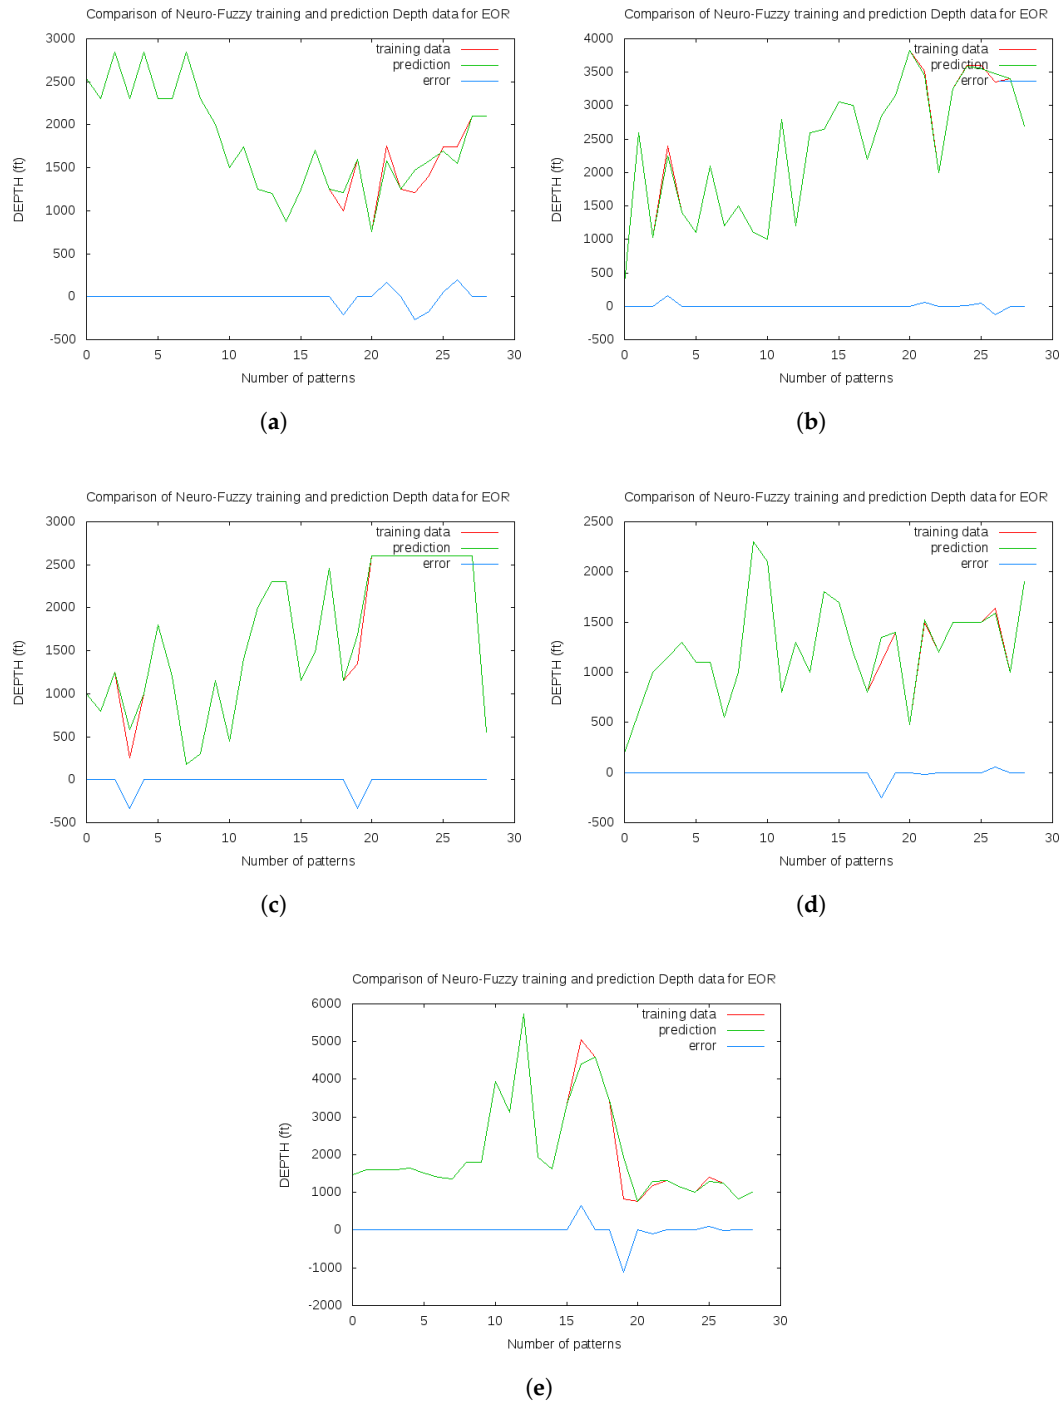 Comparison of Neuro-Fuzzy training and prediction Depth data for EOR
3000
2500
2000
1500
1000
500
0
-500
DEPTH (ft)
training data
prediction
error
0 5 10 15 20 25 30
Number of patterns
(a)
Comparison of Neuro-Fuzzy training and prediction Depth data for EOR
4000
3500
3000
2500
2000
1500
1000
500
0
-500
DEPTH (ft)
training data
prediction
error
0 5 10 15 20 25 30
Number of patterns
(b)
Comparison of Neuro-Fuzzy training and prediction Depth data for EOR
3000
2500
2000
1500
1000
500
0
-500
DEPTH (ft)
training data
prediction
error
0 5 10 15 20 25 30
Number of patterns
(c)
Comparison of Neuro-Fuzzy training and prediction Depth data for EOR
2500
2000
1500
1000
500
0
-500
DEPTH (ft)
training data
prediction
error
0 5 10 15 20 25 30
Number of patterns
(d)
Comparison of Neuro-Fuzzy training and prediction Depth data for EOR
6000
5000
4000
3000
2000
1000
0
-1000
-2000
DEPTH (ft)
training data
prediction
error
0 5 10 15 20 25 30
Number of patterns
(e)